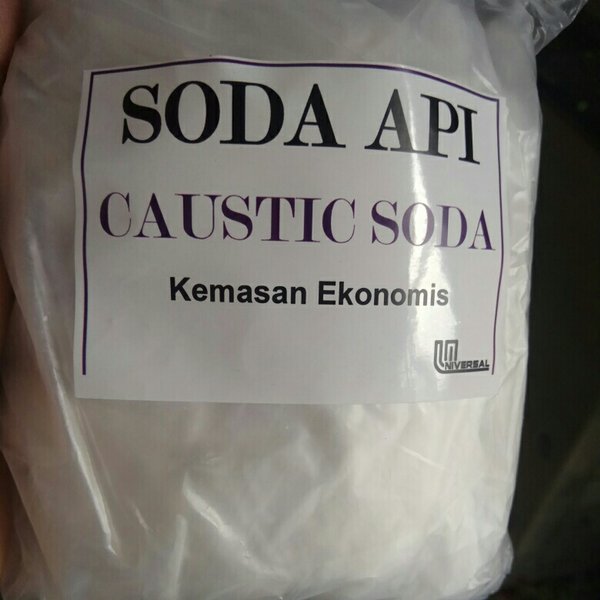 SODA API
CAUSTIC SODA
Kemasan Ekonomis
UNIVERSAL